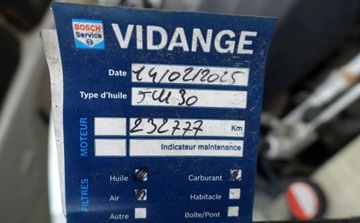 BOSCH
Service
VIDANGE
Date 14/02/2025
Type d'huile 5W30
MOTEUR
232777 Km
Indicateur maintenance
FILTRES
Huile Carburant
Air Habitacle
Autre Boîte/Pont